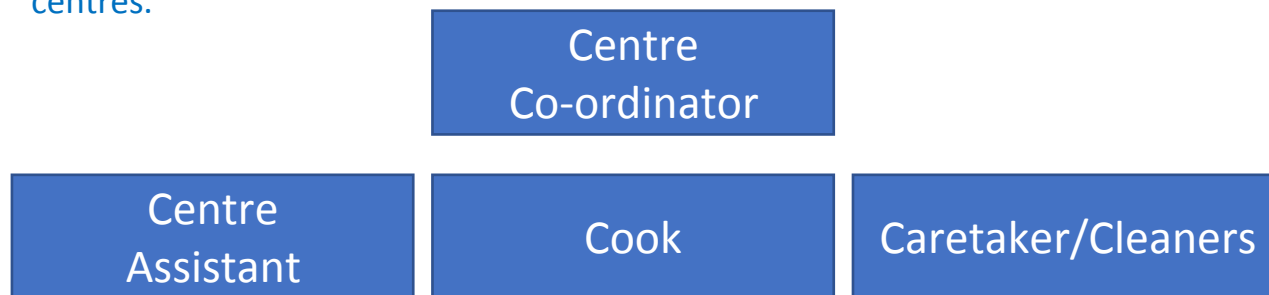 centres.
Centre
Co-ordinator
Centre
Assistant
Cook
Caretaker/Cleaners